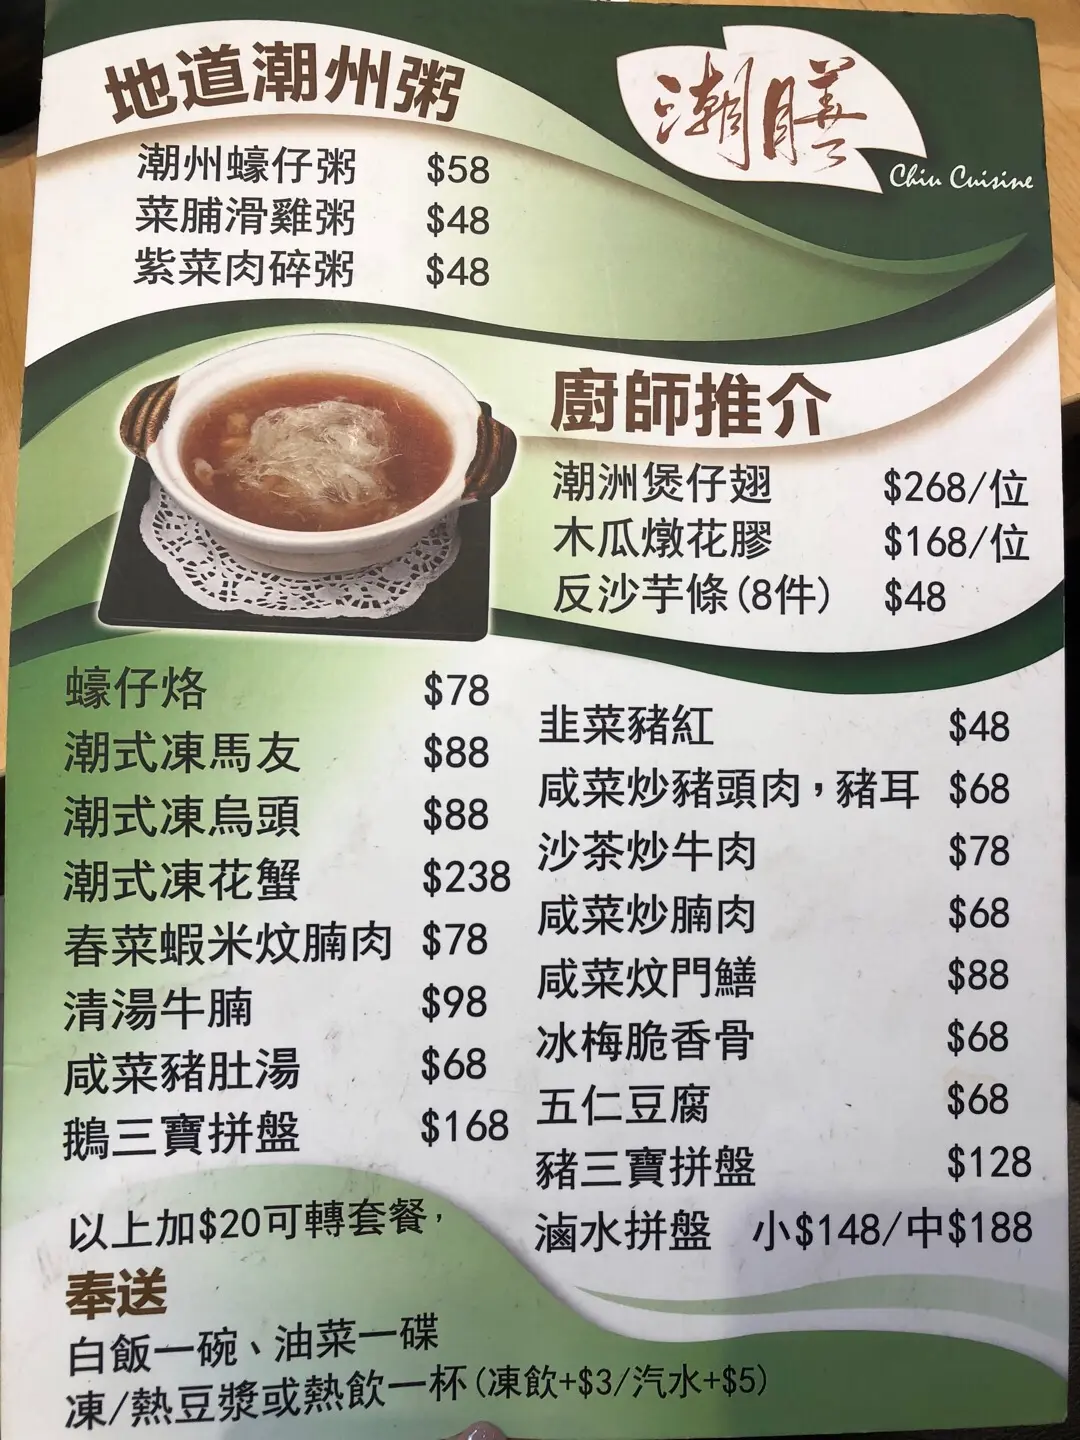 地道潮州粥
潮膳
Chiu Cuisine
潮州蠔仔粥 $58
菜脯滑雞粥 $48
紫菜肉碎粥 $48
廚師推介
潮洲煲仔翅 $268/位
木瓜燉花膠 $168/位
反沙芋條(8件) $48
蠔仔烙 $78
潮式凍馬友 $88
潮式凍烏頭 $88
潮式凍花蟹 $238
春菜蝦米炆腩肉 $78
清湯牛腩 $98
咸菜豬肚湯 $68
鵝三寶拼盤 $168
韭菜豬紅 $48
咸菜炒豬頭肉，豬耳 $68
沙茶炒牛肉 $78
咸菜炒腩肉 $68
咸菜炆門鱔 $88
冰梅脆香骨 $68
五仁豆腐 $68
豬三寶拼盤 $128
滷水拼盤 小$148/中$188
以上加$20可轉套餐，
奉送
白飯一碗、油菜一碟
凍/熱豆漿或熱飲一杯(凍飲+$3/汽水+$5)